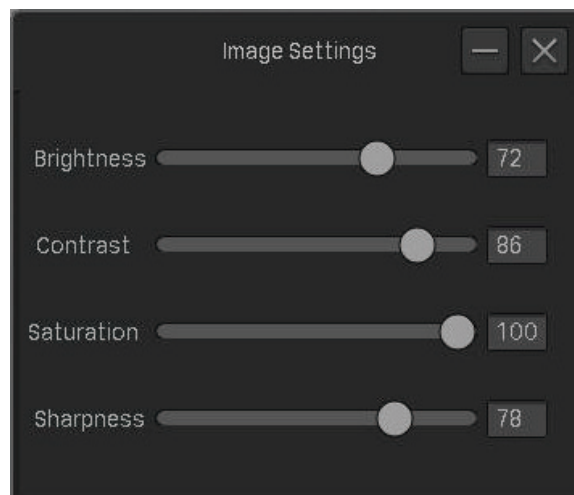 Image Settings
Brightness 72
Contrast 86
Saturation 100
Sharpness 78